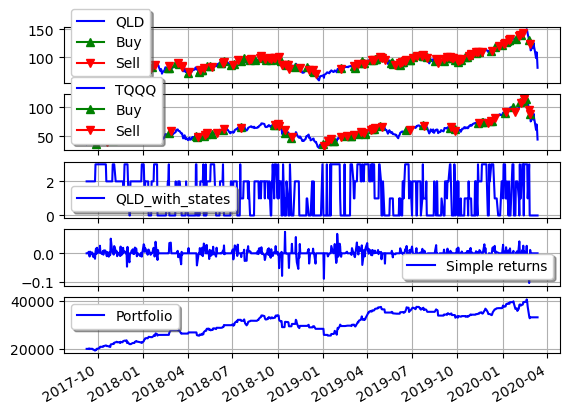 150
QLD
Buy
100
Sell
TQQQ
100
Buy
50
Sell
2
QLD_with_states
0
0.0
Simple returns
−0.1
40000
Portfolio
20000
2017-10
2018-01
2018-04
2018-07
2018-10
2019-01
2019-04
2019-07
2019-10
2020-01
2020-04